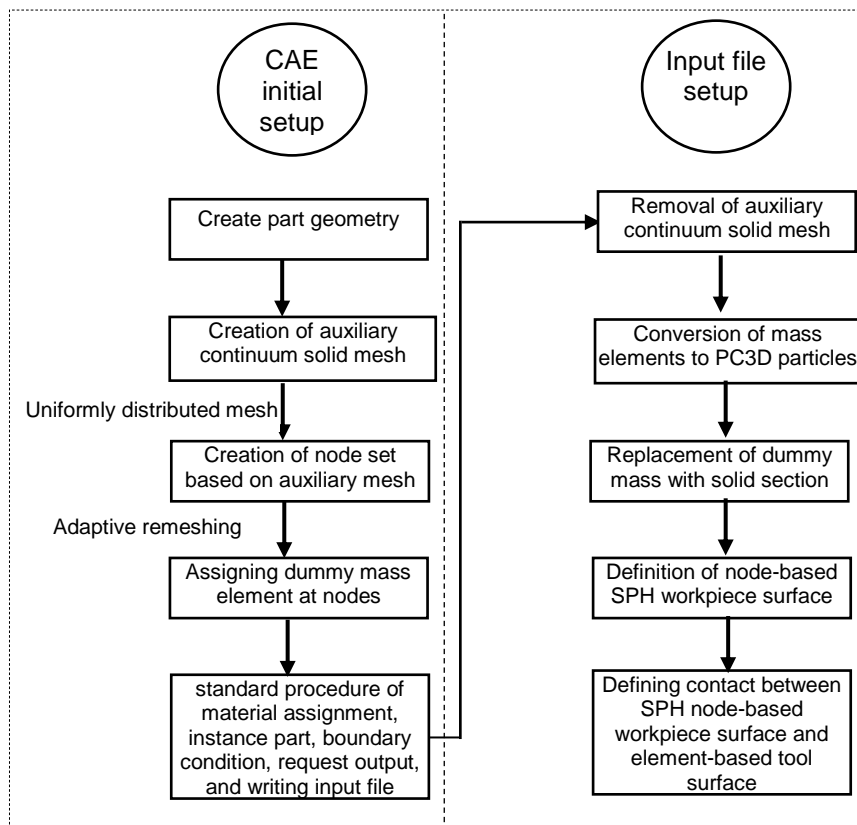 CAE
initial
setup
Create part geometry
Creation of auxiliary
continuum solid mesh
Uniformly distributed mesh
Creation of node set
based on auxiliary mesh
Adaptive remeshing
Assigning dummy mass
element at nodes
standard procedure of
material assignment,
instance part, boundary
condition, request output,
and writing input file
Input file
setup
Removal of auxiliary
continuum solid mesh
Conversion of mass
elements to PC3D particles
Replacement of dummy
mass with solid section
Definition of node-based
SPH workpiece surface
Defining contact between
SPH node-based
workpiece surface and
element-based tool
surface